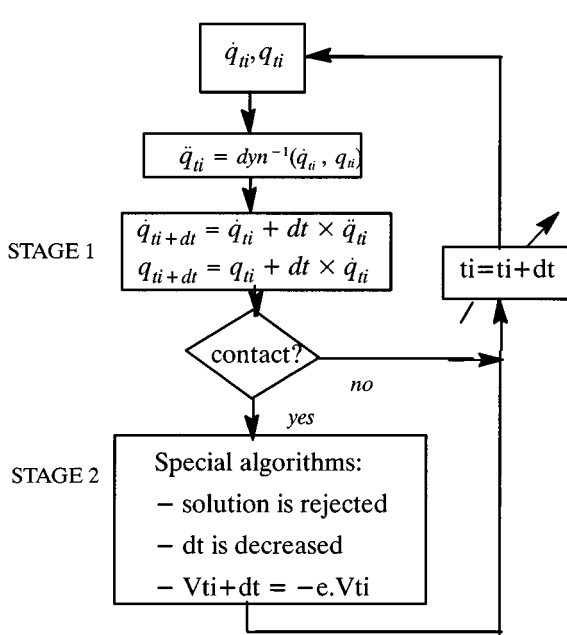 q̇ti, qti
q̈ti = dyn⁻¹(q̇ti , qti)
STAGE 1
q̇ti+dt = q̇ti + dt × q̈ti
qti+dt = qti + dt × q̇ti
ti=ti+dt
contact?
no
yes
STAGE 2
Special algorithms:
– solution is rejected
– dt is decreased
– Vti+dt = –e.Vti